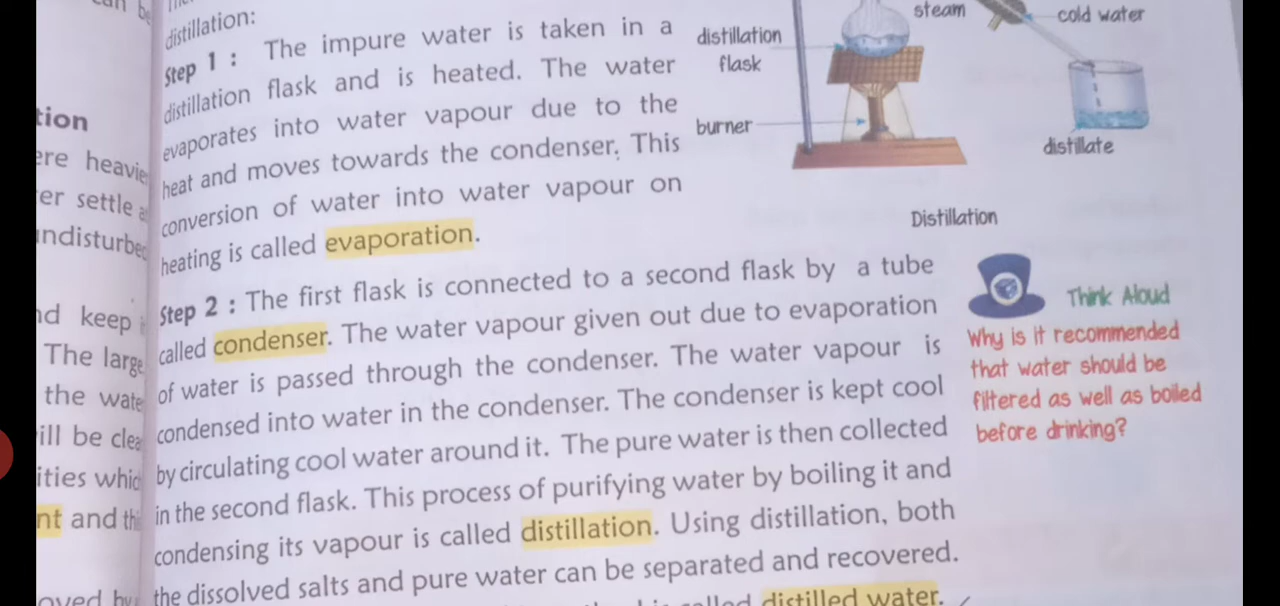 tion
ere heavie
er settle
undisturbed
nd keep
The large
the wate
ill be clea
ities whic
nt and thi
oved by
distillation:
Step 1 : The impure water is taken in a
distillation flask and is heated. The water
evaporates into water vapour due to the
heat and moves towards the condenser. This
conversion of water into water vapour on
heating is called evaporation.
Step 2 : The first flask is connected to a second flask by a tube
called condenser. The water vapour given out due to evaporation
of water is passed through the condenser. The water vapour is
condensed into water in the condenser. The condenser is kept cool
by circulating cool water around it. The pure water is then collected
in the second flask. This process of purifying water by boiling it and
condensing its vapour is called distillation. Using distillation, both
the dissolved salts and pure water can be separated and recovered.
called distilled water.
steam
cold water
distillation
flask
burner
distillate
Distillation
Think Aloud
Why is it recommended
that water should be
filtered as well as boiled
before drinking?